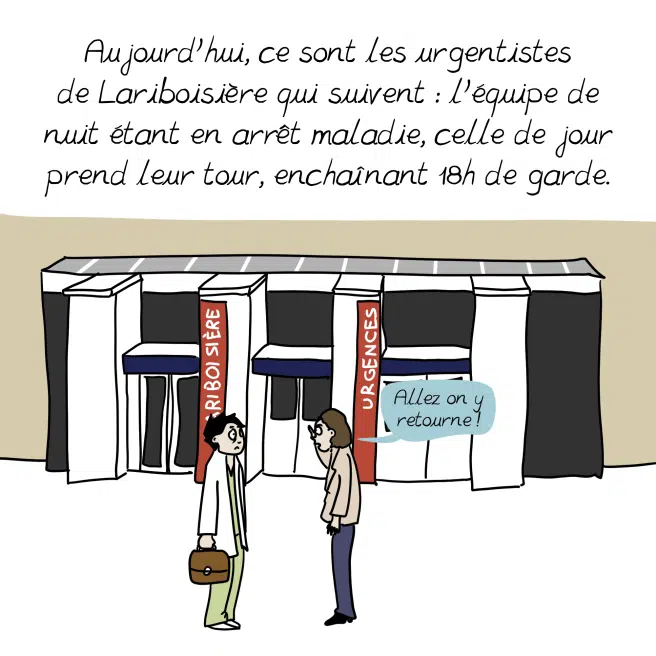 Aujourd'hui, ce sont les urgentistes
de Lariboisière qui suivent : l'équipe de
nuit étant en arrêt maladie, celle de jour
prend leur tour, enchaînant 18h de garde.
ARIBOISIÈRE
URGENCES
Allez on y
retourne !